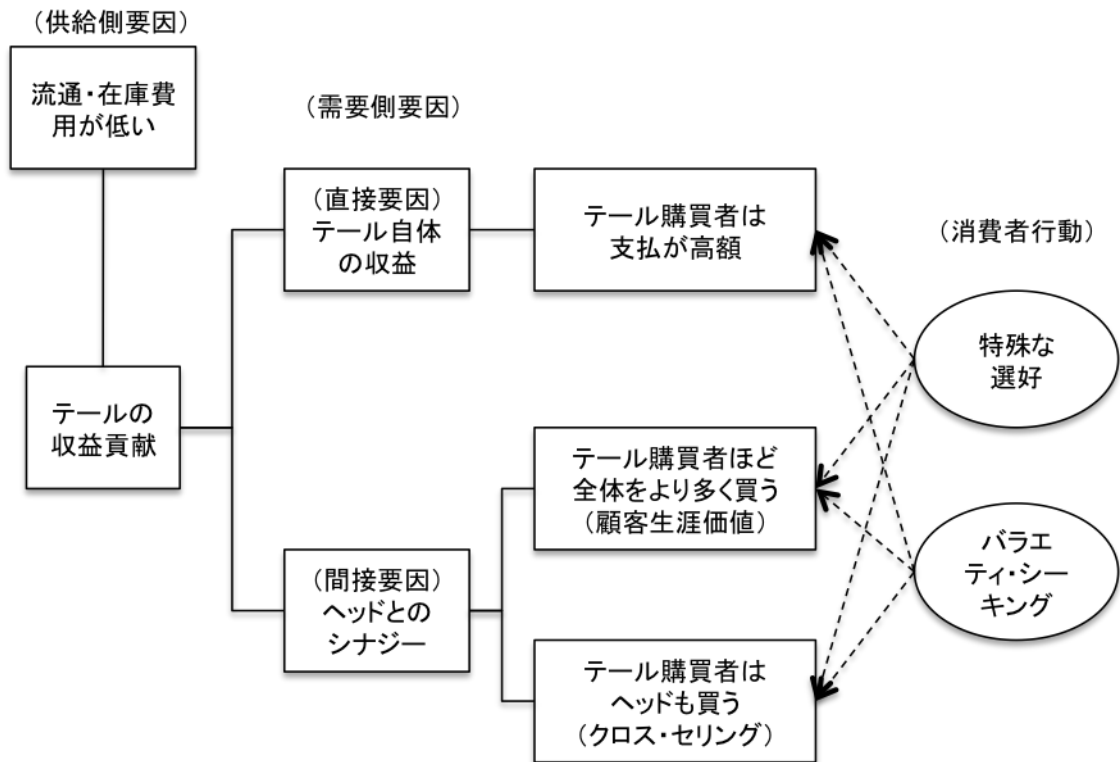 （供給側要因）
流通・在庫費
用が低い
テールの
収益貢献
（需要側要因）
（直接要因）
テール自体
の収益
（間接要因）
ヘッドとの
シナジー
テール購買者は
支払が高額
テール購買者ほど
全体をより多く買う
（顧客生涯価値）
テール購買者は
ヘッドも買う
（クロス・セリング）
（消費者行動）
特殊な
選好
バラエ
ティ・シー
キング